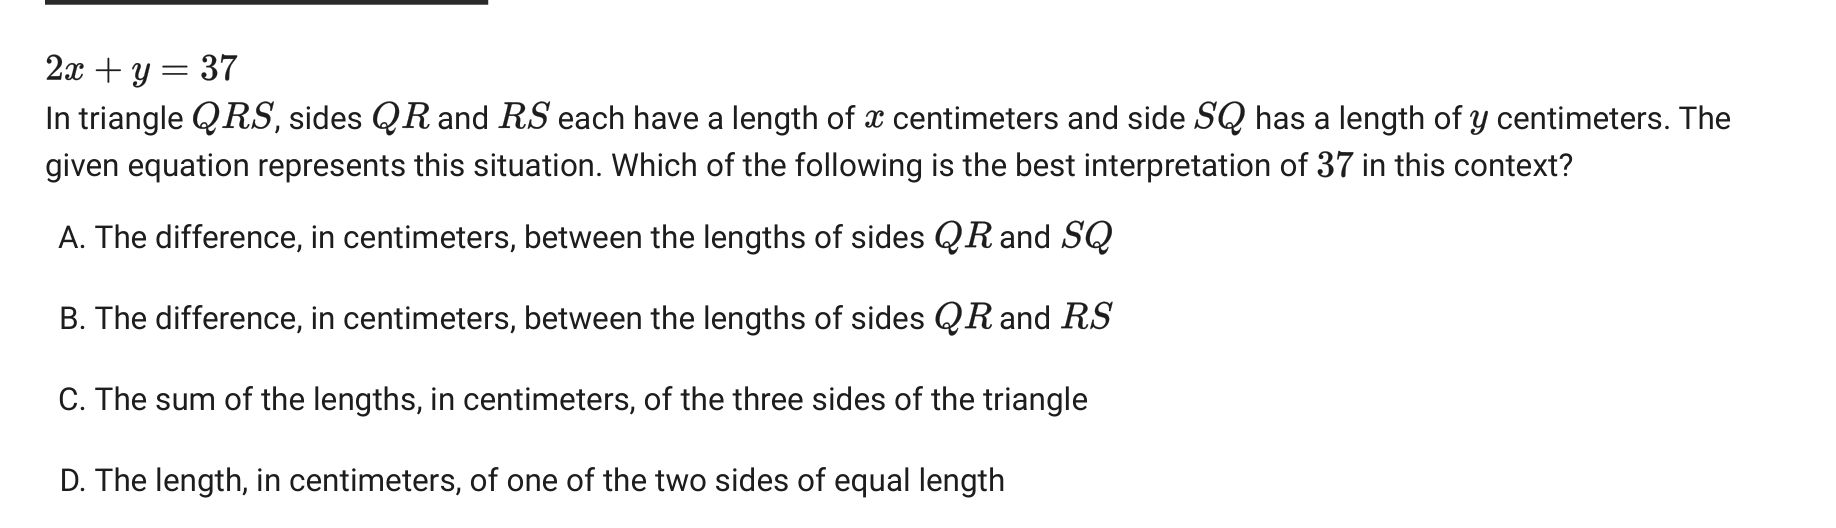 2x + y = 37
In triangle QRS, sides QR and RS each have a length of x centimeters and side SQ has a length of y centimeters. The
given equation represents this situation. Which of the following is the best interpretation of 37 in this context?
A. The difference, in centimeters, between the lengths of sides QR and SQ
B. The difference, in centimeters, between the lengths of sides QR and RS
C. The sum of the lengths, in centimeters, of the three sides of the triangle
D. The length, in centimeters, of one of the two sides of equal length